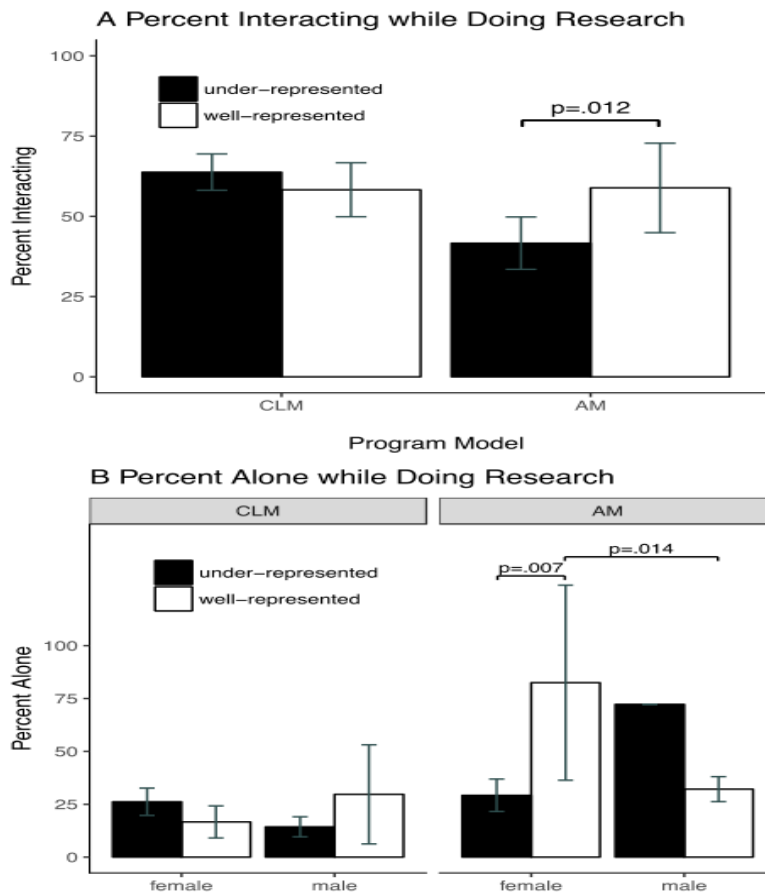 A Percent Interacting while Doing Research
100
under-represented
well-represented
p=.012
75
50
25
0
Percent Interacting
CLM AM
Program Model
B Percent Alone while Doing Research
CLM AM
under-represented
well-represented
p=.007
p=.014
100
75
50
25
0
Percent Alone
female male female male